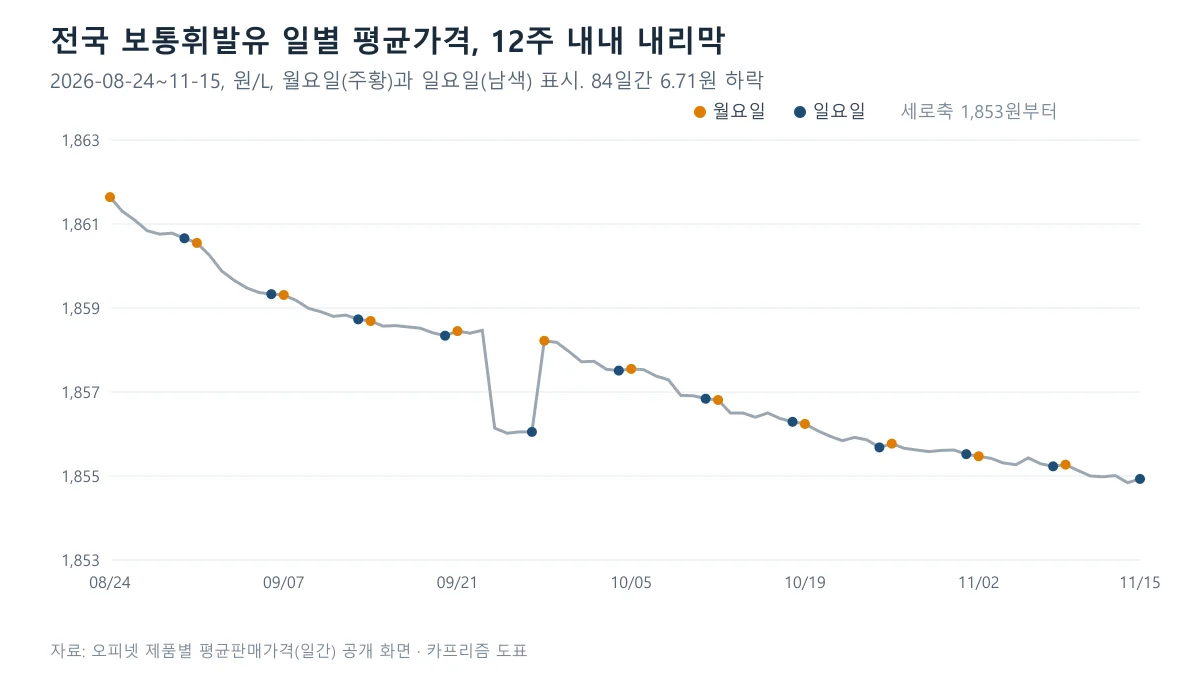 전국 보통휘발유 일별 평균가격, 12주 내내 내리막
2026-08-24~11-15, 원/L, 월요일(주황)과 일요일(남색) 표시. 84일간 6.71원 하락
월요일 일요일 세로축 1,853원부터
1,863
1,861
1,859
1,857
1,855
1,853
08/24 09/07 09/21 10/05 10/19 11/02 11/15
자료: 오피넷 제품별 평균판매가격(일간) 공개 화면 · 카프리즘 도표